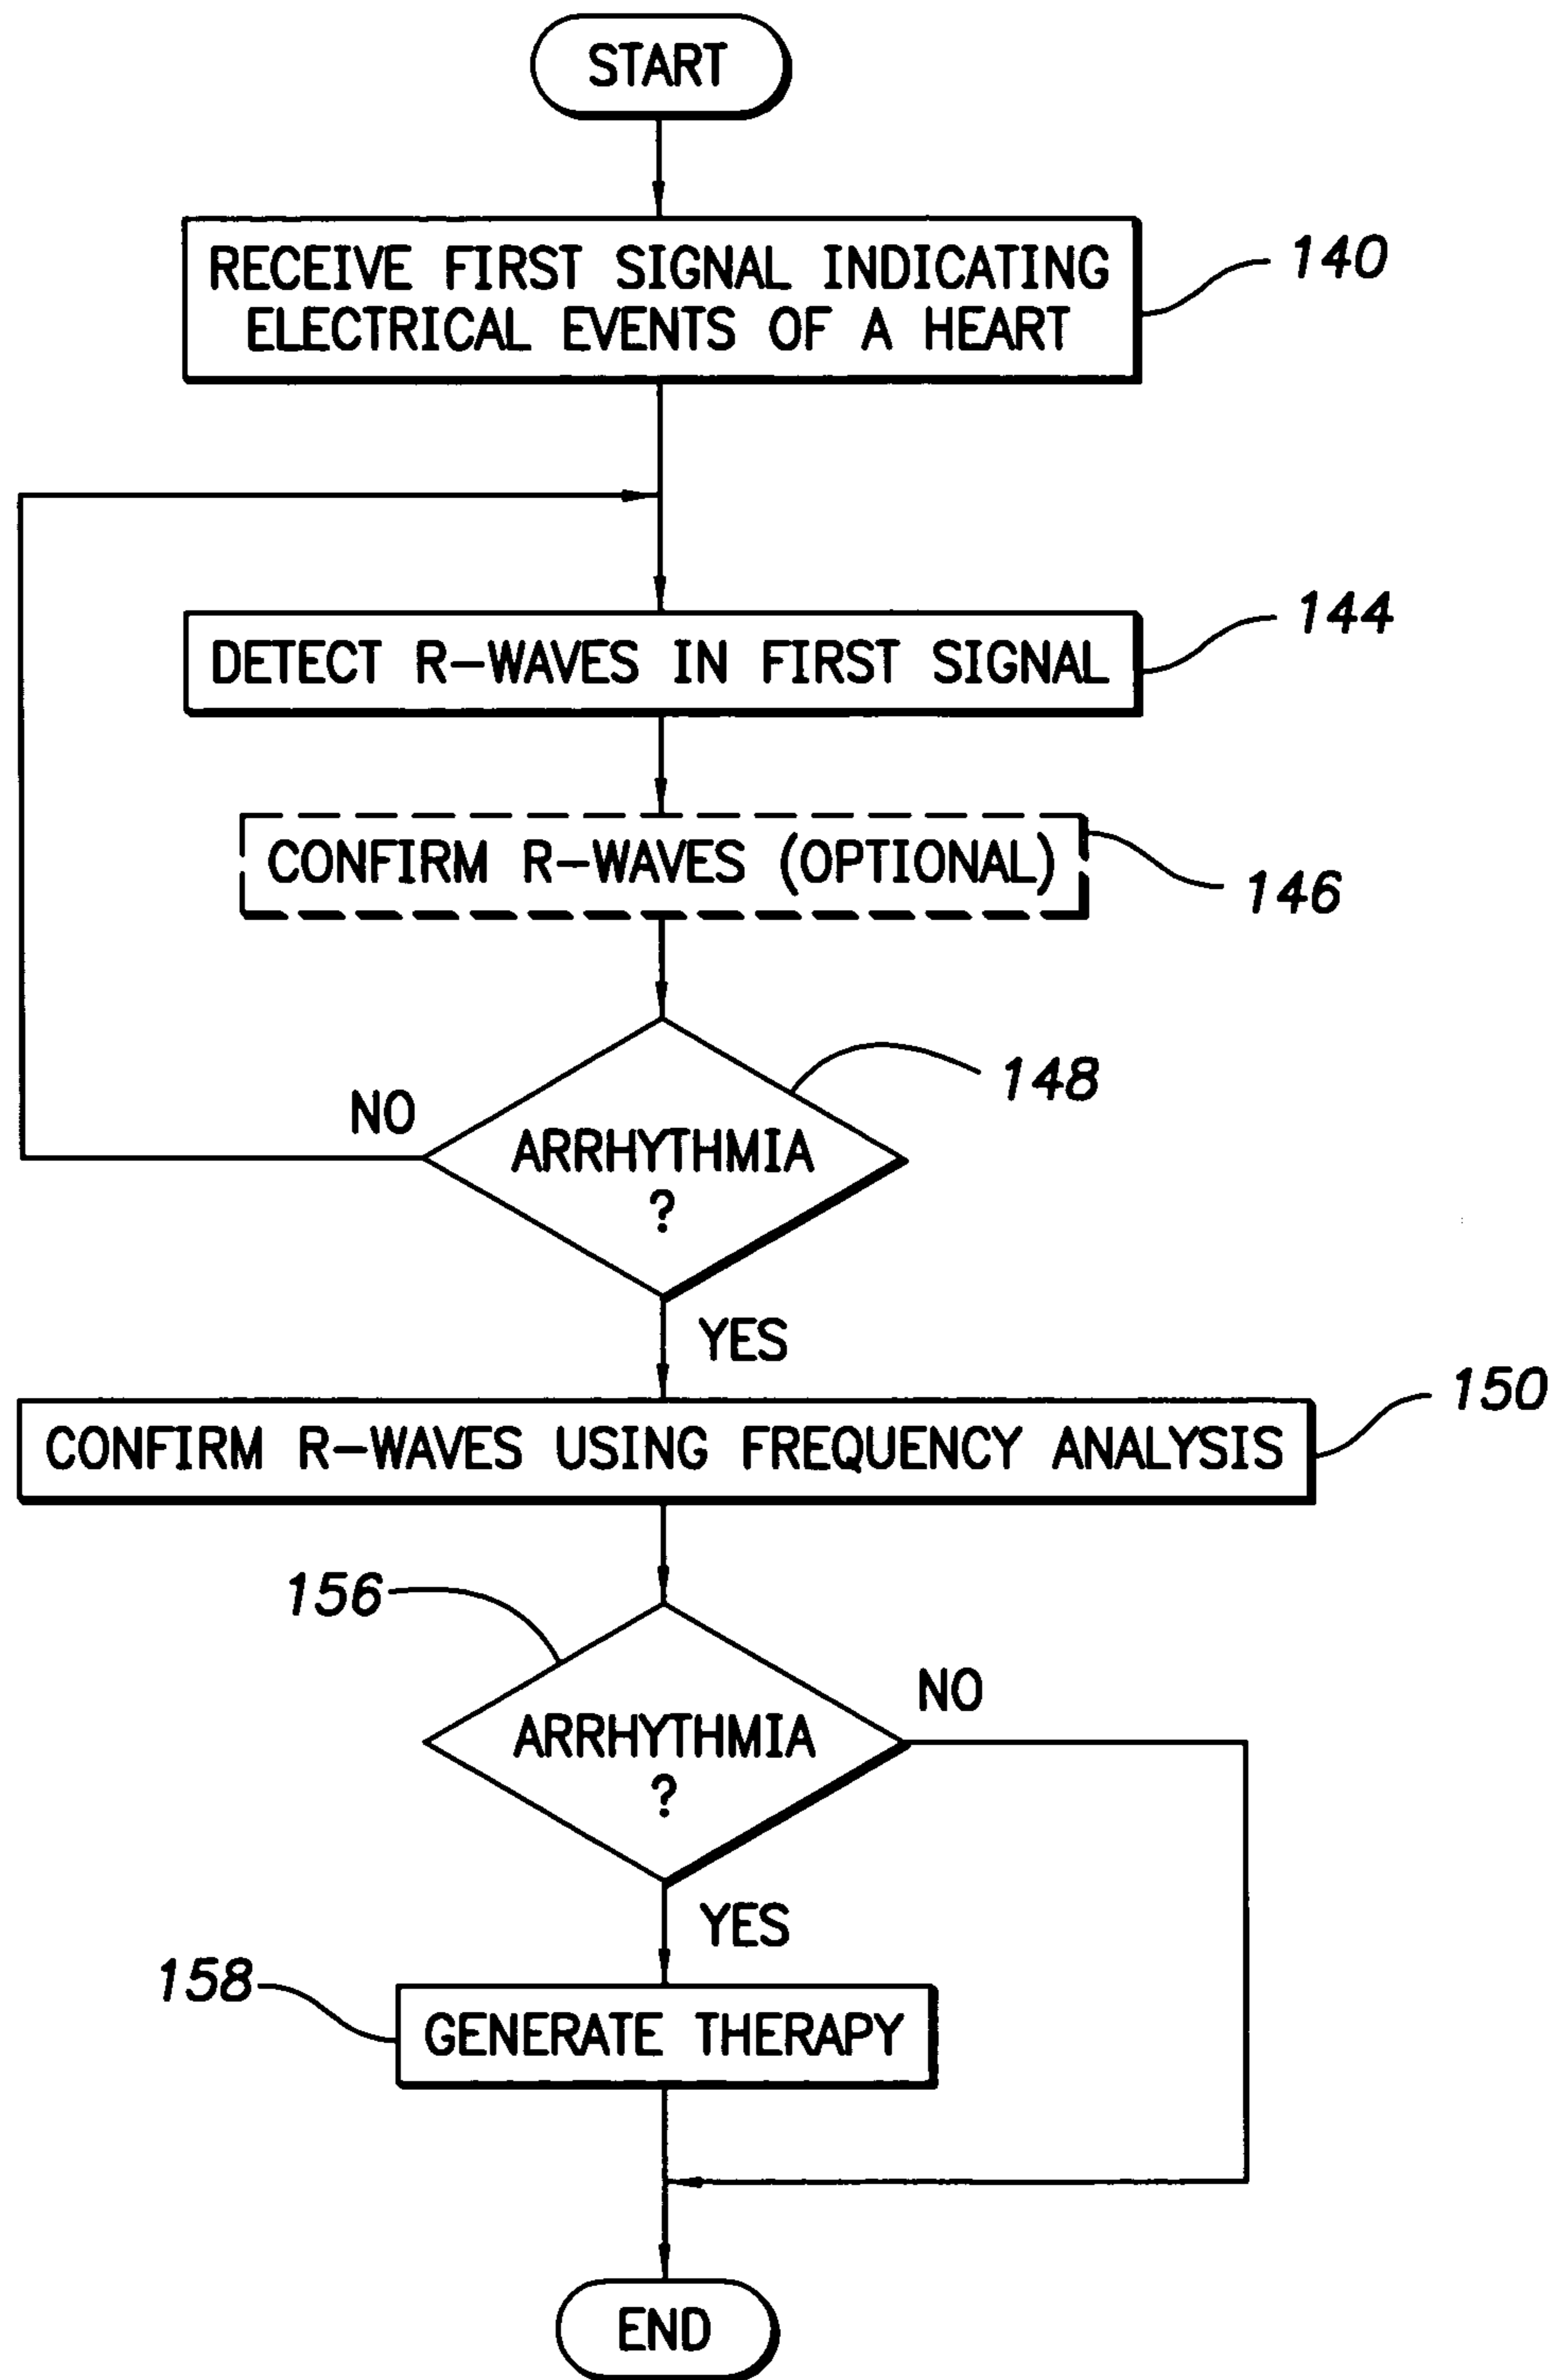 START
RECEIVE FIRST SIGNAL INDICATING
ELECTRICAL EVENTS OF A HEART
140
DETECT R-WAVES IN FIRST SIGNAL
144
CONFIRM R-WAVES (OPTIONAL)
146
148
NO
ARRHYTHMIA
?
YES
150
CONFIRM R-WAVES USING FREQUENCY ANALYSIS
156
NO
ARRHYTHMIA
?
YES
158
GENERATE THERAPY
END